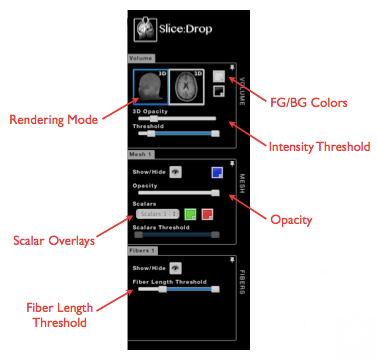 Slice:Drop
Volume
3D
3D
VOLUME
FG/BG Colors
Rendering Mode
3D Opacity
Threshold
Intensity Threshold
Mesh 1
Show/Hide
MESH
Opacity
Opacity
Scalars
Scalars 1
Scalar Overlays
Scalars Threshold
Fibers 1
Show/Hide
FIBERS
Fiber Length Threshold
Fiber Length
Threshold